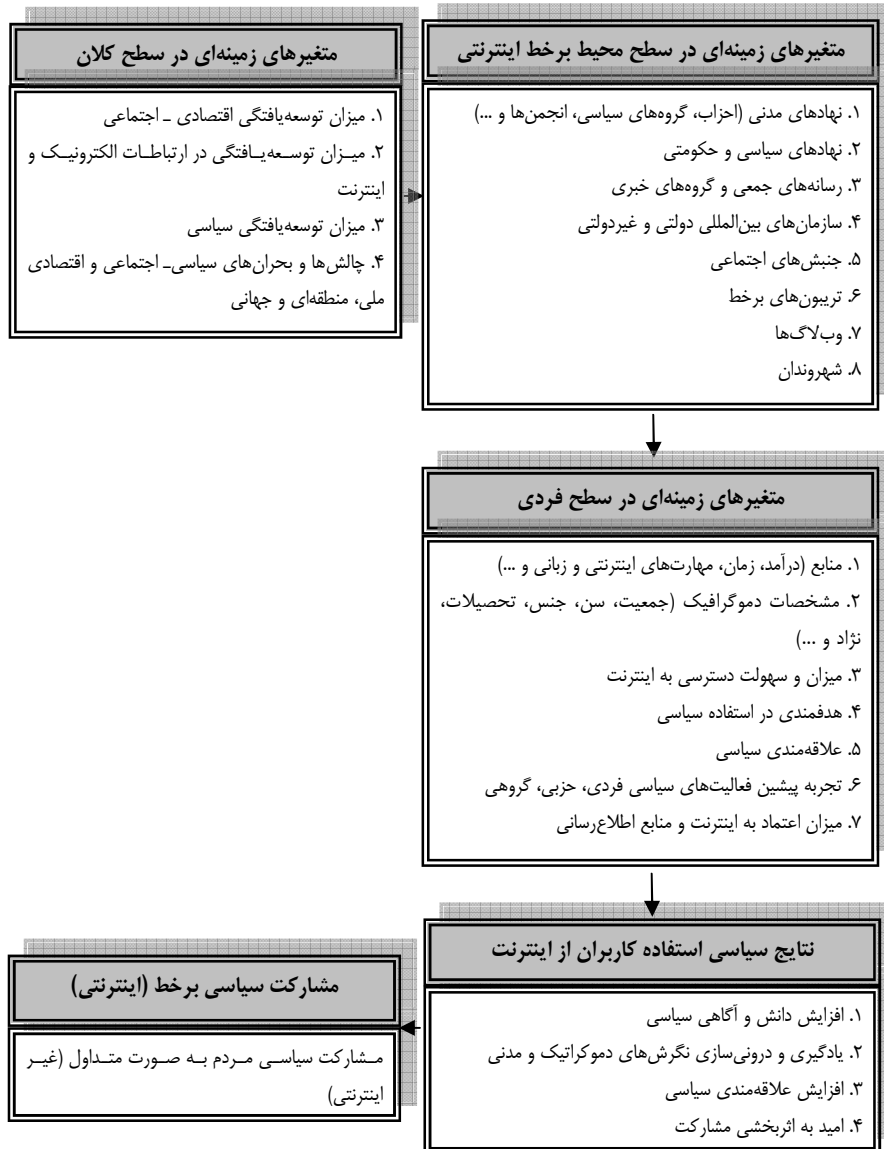 متغیرهای زمینه‌ای در سطح کلان
۱. میزان توسعه‌یافتگی اقتصادی ـ اجتماعی
۲. میـزان توسـعه‌یـافتگی در ارتباطـات الکترونیـک و
اینترنت
۳. میزان توسعه‌یافتگی سیاسی
۴. چالش‌ها و بحران‌های سیاسی‌ـ اجتماعی و اقتصادی
ملی، منطقه‌ای و جهانی
متغیرهای زمینه‌ای در سطح محیط برخط اینترنتی
۱. نهادهای مدنی (احزاب، گروه‌های سیاسی، انجمن‌ها و ...)
۲. نهادهای سیاسی و حکومتی
۳. رسانه‌های جمعی و گروه‌های خبری
۴. سازمان‌های بین‌المللی دولتی و غیردولتی
۵. جنبش‌های اجتماعی
۶. تریبون‌های برخط
۷. وب‌لاگ‌ها
۸. شهروندان
متغیرهای زمینه‌ای در سطح فردی
۱. منابع (درآمد، زمان، مهارت‌های اینترنتی و زبانی و ...)
۲. مشخصات دموگرافیک (جمعیت، سن، جنس، تحصیلات،
نژاد و ...)
۳. میزان و سهولت دسترسی به اینترنت
۴. هدفمندی در استفاده سیاسی
۵. علاقه‌مندی سیاسی
۶. تجربه پیشین فعالیت‌های سیاسی فردی، حزبی، گروهی
۷. میزان اعتماد به اینترنت و منابع اطلاع‌رسانی
نتایج سیاسی استفاده کاربران از اینترنت
۱. افزایش دانش و آگاهی سیاسی
۲. یادگیری و درونی‌سازی نگرش‌های دموکراتیک و مدنی
۳. افزایش علاقه‌مندی سیاسی
۴. امید به اثربخشی مشارکت
مشارکت سیاسی برخط (اینترنتی)
مـشارکت سیاسـی مـردم بـه صـورت متـداول (غیـر
اینترنتی)